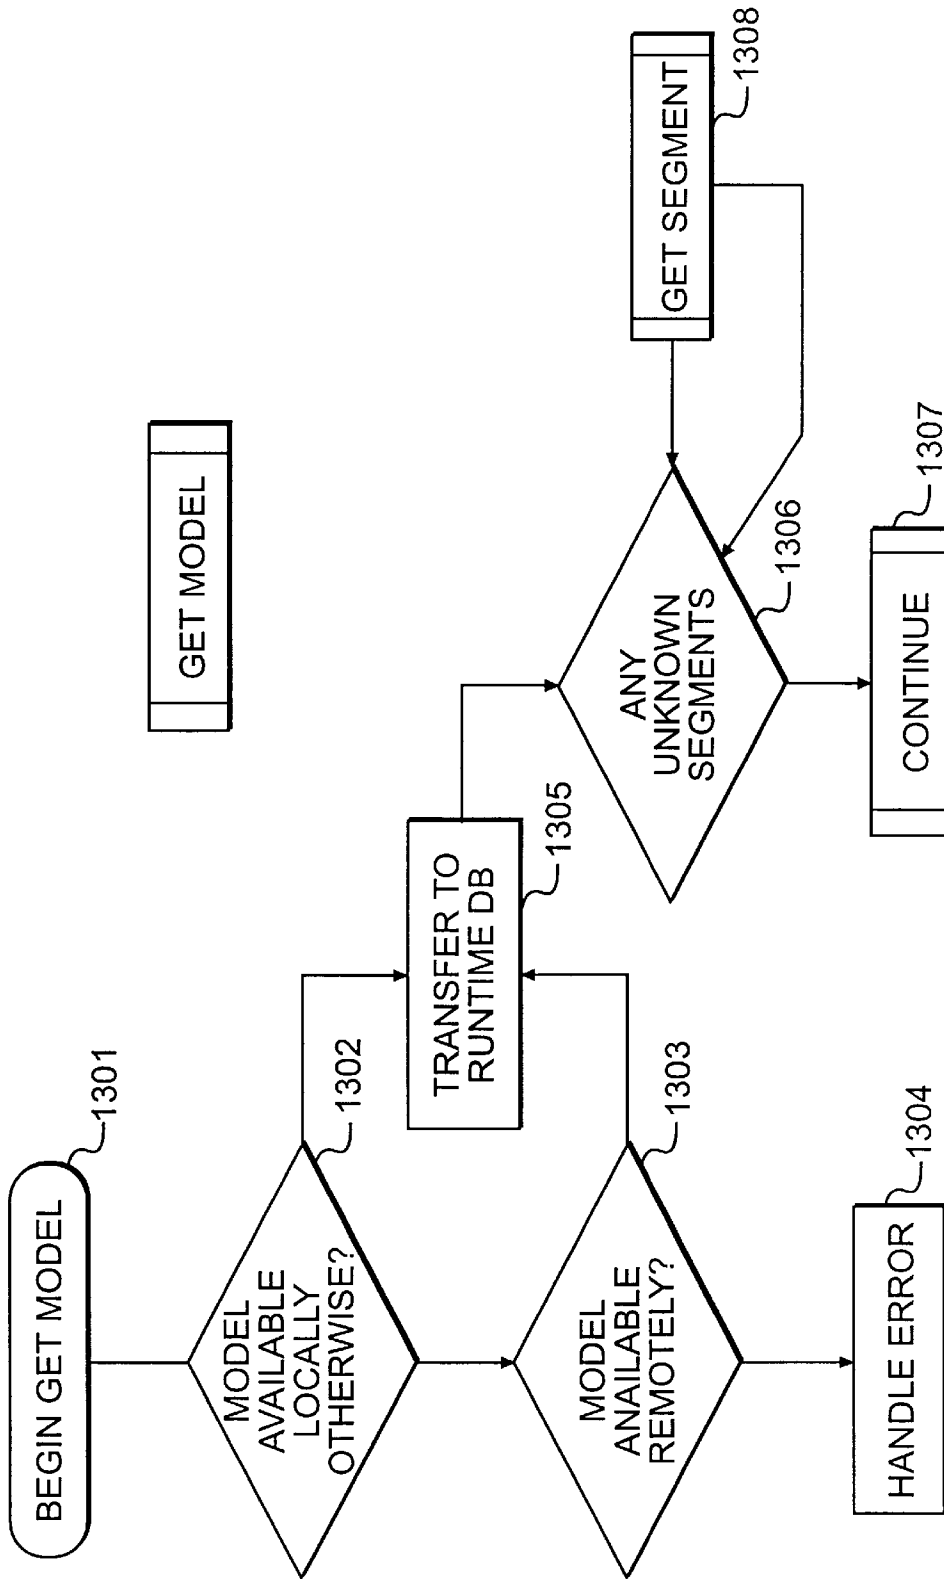 GET MODEL
BEGIN GET MODEL
1301
MODEL
AVAILABLE
LOCALLY
OTHERWISE?
1302
MODEL
ANAILABLE
REMOTELY?
1303
HANDLE ERROR
1304
TRANSFER TO
RUNTIME DB
1305
ANY
UNKNOWN
SEGMENTS
1306
CONTINUE
1307
GET SEGMENT
1308